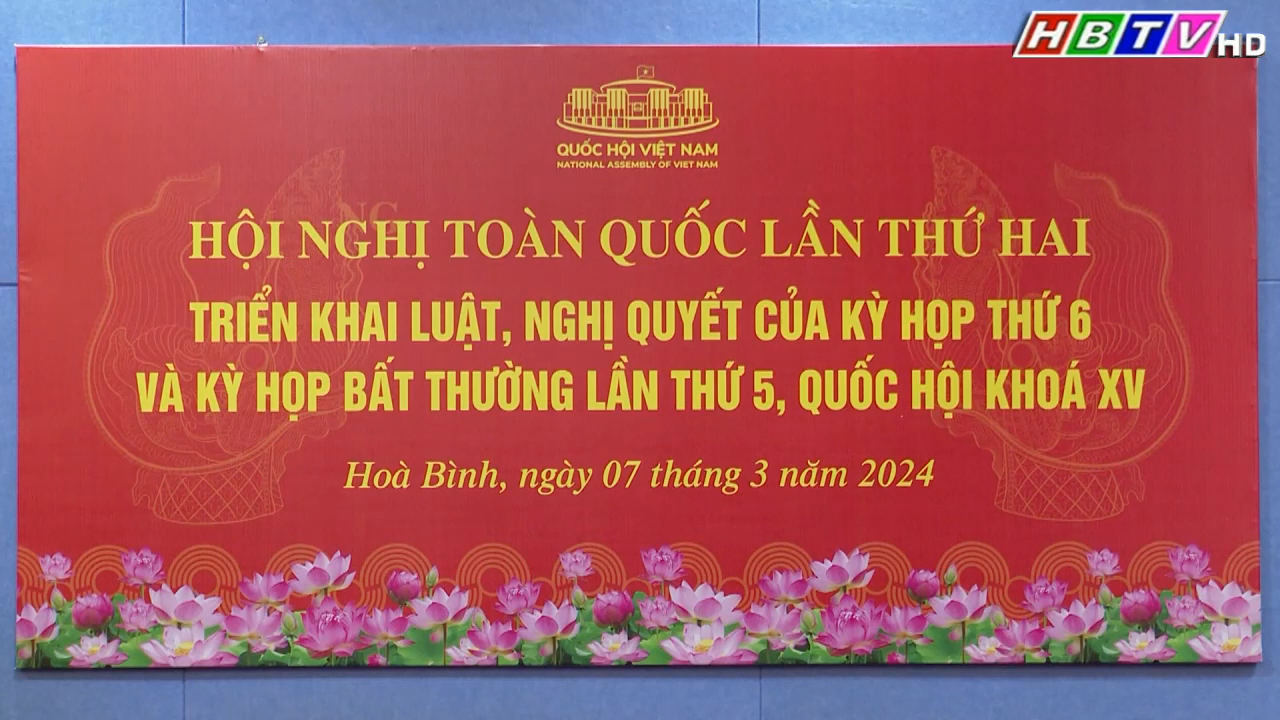 HBTV HD
QUỐC HỘI VIỆT NAM
NATIONAL ASSEMBLY OF VIET NAM
HỘI NGHỊ TOÀN QUỐC LẦN THỨ HAI
TRIỂN KHAI LUẬT, NGHỊ QUYẾT CỦA KỲ HỌP THỨ 6
VÀ KỲ HỌP BẤT THƯỜNG LẦN THỨ 5, QUỐC HỘI KHOÁ XV
Hoà Bình, ngày 07 tháng 3 năm 2024